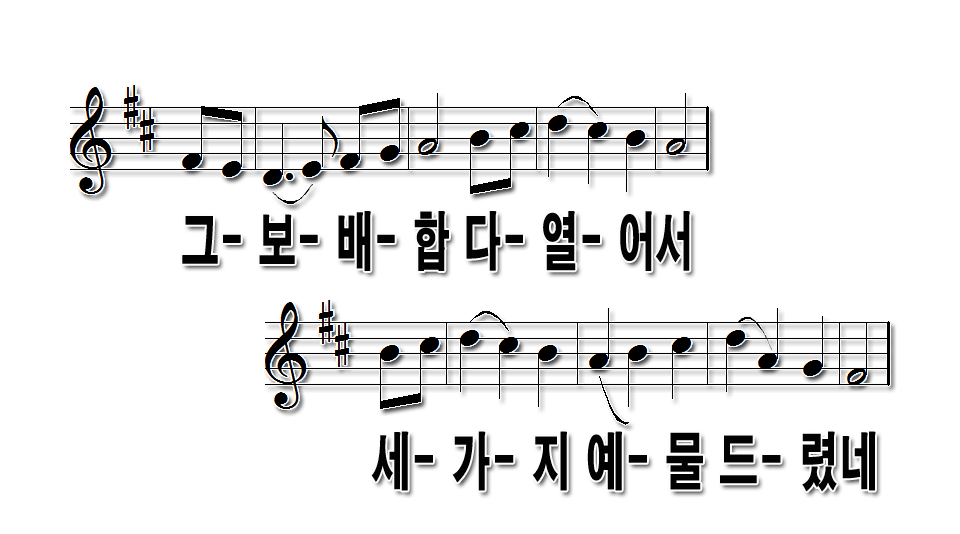 그- 보- 배- 합 다- 열- 어서
세- 가- 지 예- 물 드- 렸네